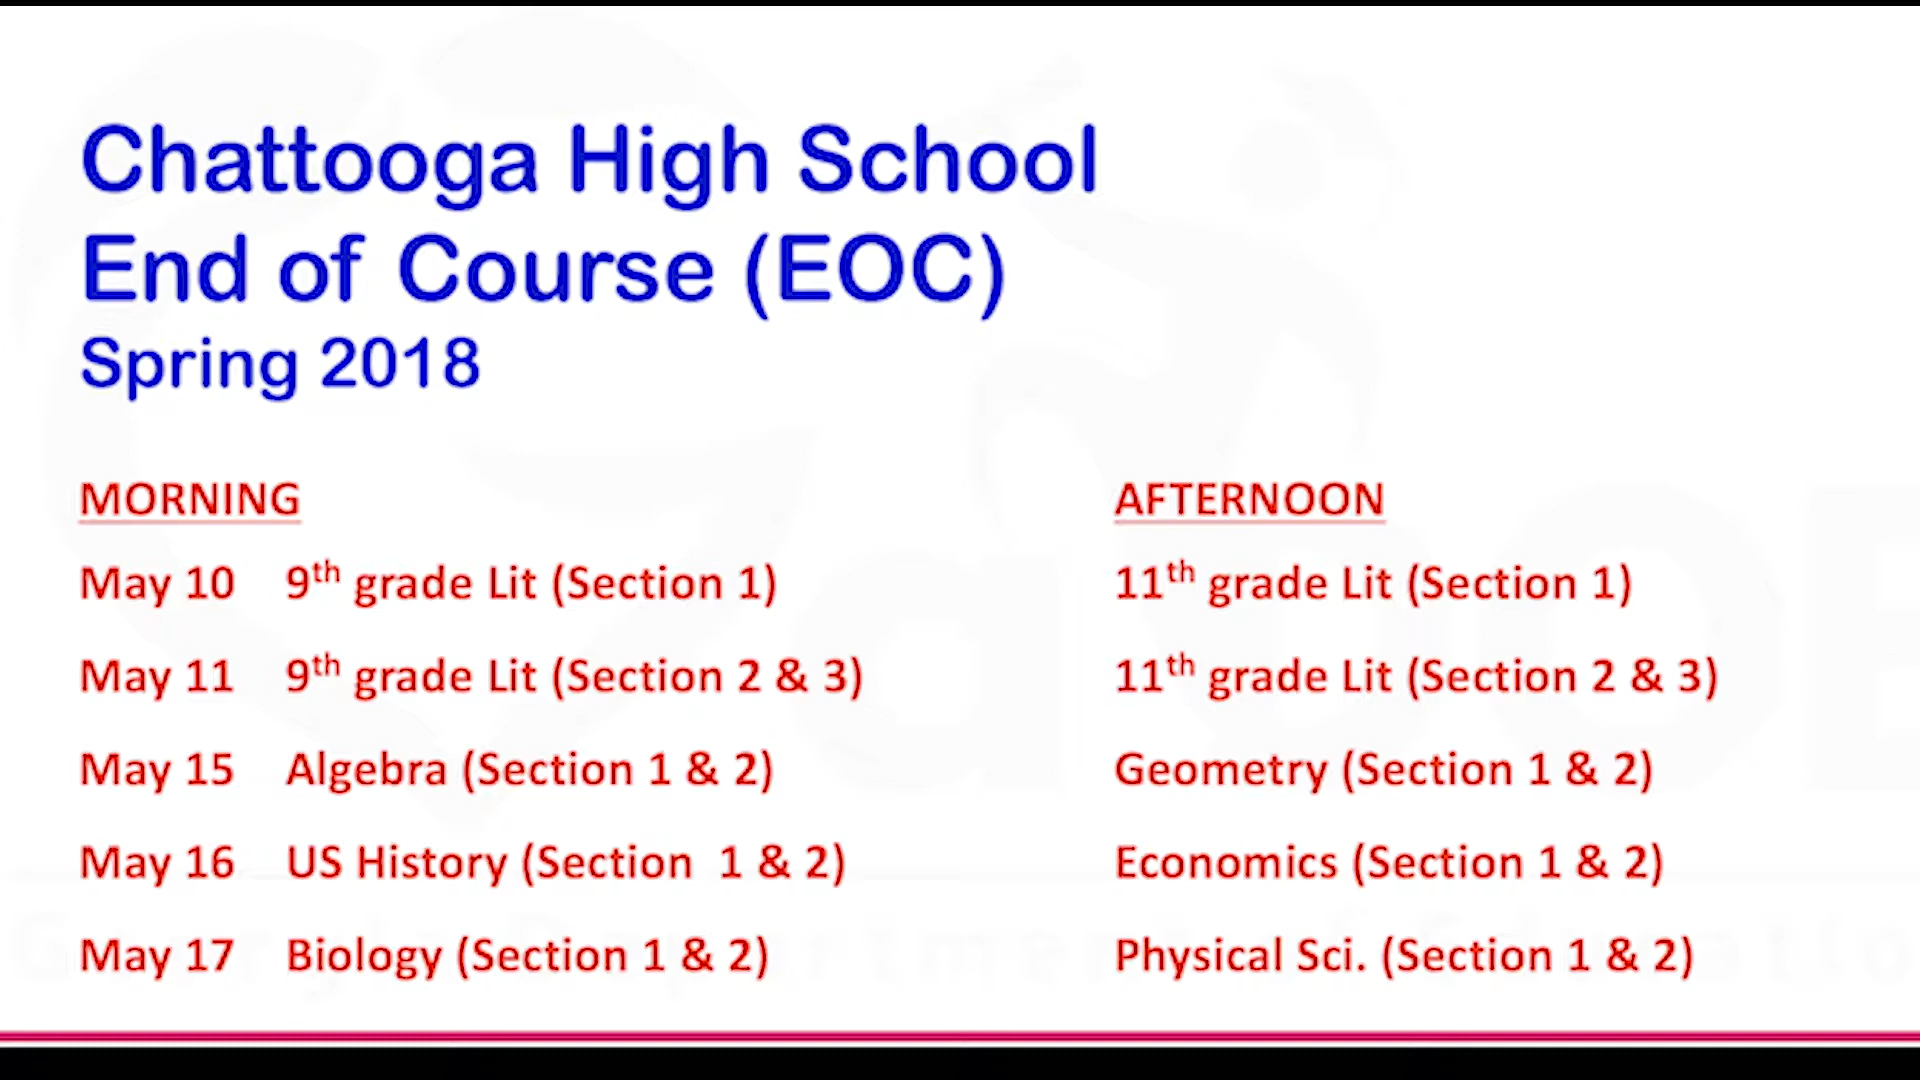 Chattooga High School
End of Course (EOC)
Spring 2018
MORNING AFTERNOON
May 10 9th grade Lit (Section 1) 11th grade Lit (Section 1)
May 11 9th grade Lit (Section 2 & 3) 11th grade Lit (Section 2 & 3)
May 15 Algebra (Section 1 & 2) Geometry (Section 1 & 2)
May 16 US History (Section 1 & 2) Economics (Section 1 & 2)
May 17 Biology (Section 1 & 2) Physical Sci. (Section 1 & 2)